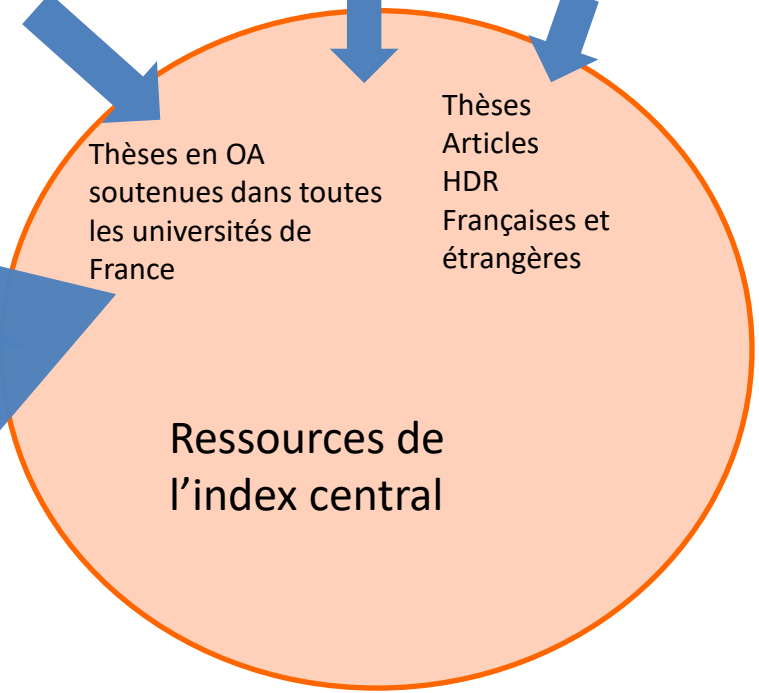 Thèses en OA
soutenues dans toutes
les universités de
France
Thèses
Articles
HDR
Françaises et
étrangères
Ressources de
l’index central